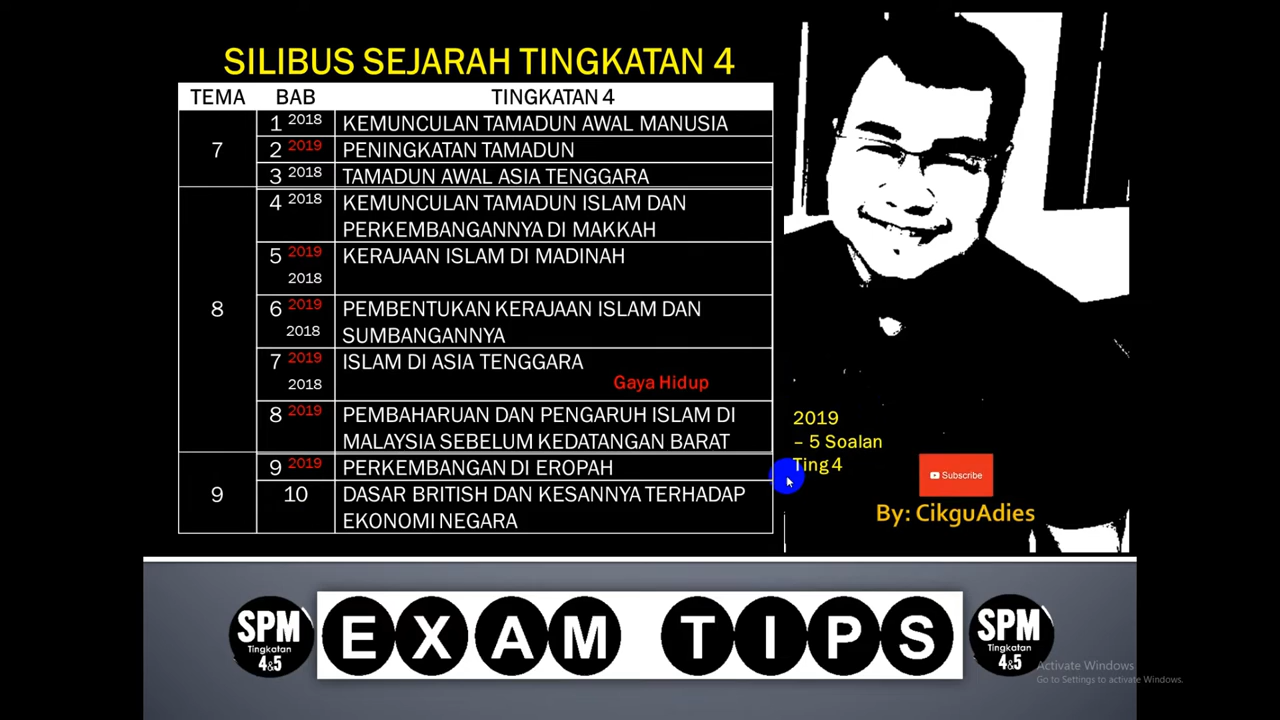 SILIBUS SEJARAH TINGKATAN 4
TEMA BAB TINGKATAN 4
7
1 2018 KEMUNCULAN TAMADUN AWAL MANUSIA
2 2019 PENINGKATAN TAMADUN
3 2018 TAMADUN AWAL ASIA TENGGARA
8
4 2018 KEMUNCULAN TAMADUN ISLAM DAN
PERKEMBANGANNYA DI MAKKAH
5 2019 KERAJAAN ISLAM DI MADINAH
2018
6 2019 PEMBENTUKAN KERAJAAN ISLAM DAN
2018 SUMBANGANNYA
7 2019 ISLAM DI ASIA TENGGARA
2018 Gaya Hidup
8 2019 PEMBAHARUAN DAN PENGARUH ISLAM DI
MALAYSIA SEBELUM KEDATANGAN BARAT
9
9 2019 PERKEMBANGAN DI EROPAH
10 DASAR BRITISH DAN KESANNYA TERHADAP
EKONOMI NEGARA
2019
– 5 Soalan
Ting 4
Subscribe
By: CikguAdies
SPM
Tingkatan
4&5
EXAM TIPS
SPM
Tingkatan
4&5
Activate Windows
Go to Settings to activate Windows.